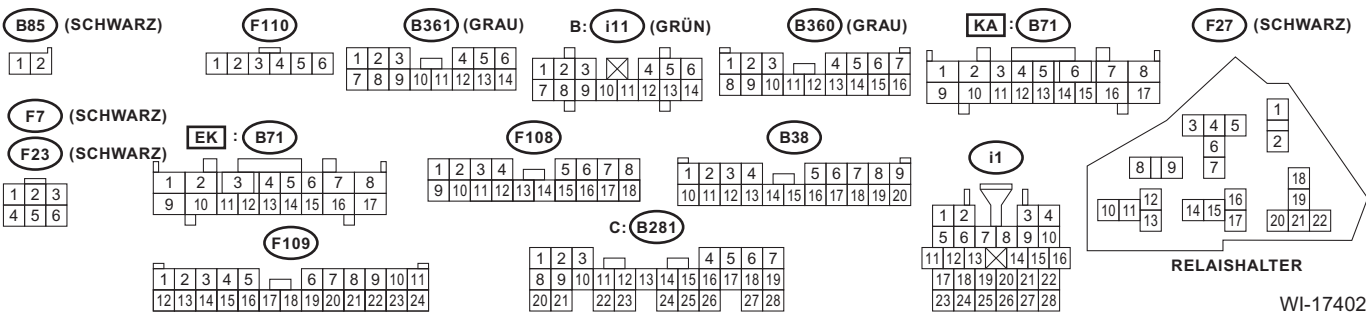 B85 (SCHWARZ)
1 2
F110
1 2 3 4 5 6
B361 (GRAU)
1 2 3 4 5 6
7 8 9 10 11 12 13 14
B: i11 (GRÜN)
1 2 3 4 5 6
7 8 9 10 11 12 13 14
B360 (GRAU)
1 2 3 4 5 6 7
8 9 10 11 12 13 14 15 16
KA : B71
1 2 3 4 5 6 7 8
9 10 11 12 13 14 15 16 17
F27 (SCHWARZ)
1
2
3 4 5
6
7
8 9
10 11 12
13
14 15 16
17
18
19
20 21 22
RELAISHALTER
F7 (SCHWARZ)
F23 (SCHWARZ)
1 2 3
4 5 6
EK : B71
1 2 3 4 5 6 7 8
9 10 11 12 13 14 15 16 17
F108
1 2 3 4 5 6 7 8
9 10 11 12 13 14 15 16 17 18
B38
1 2 3 4 5 6 7 8 9
10 11 12 13 14 15 16 17 18 19 20
i1
1 2 3 4
5 6 7 8 9 10
11 12 13 14 15 16
17 18 19 20 21 22
23 24 25 26 27 28
F109
1 2 3 4 5 6 7 8 9 10 11
12 13 14 15 16 17 18 19 20 21 22 23 24
C: B281
1 2 3 4 5 6 7
8 9 10 11 12 13 14 15 16 17 18 19
20 21 22 23 24 25 26 27 28
WI-17402